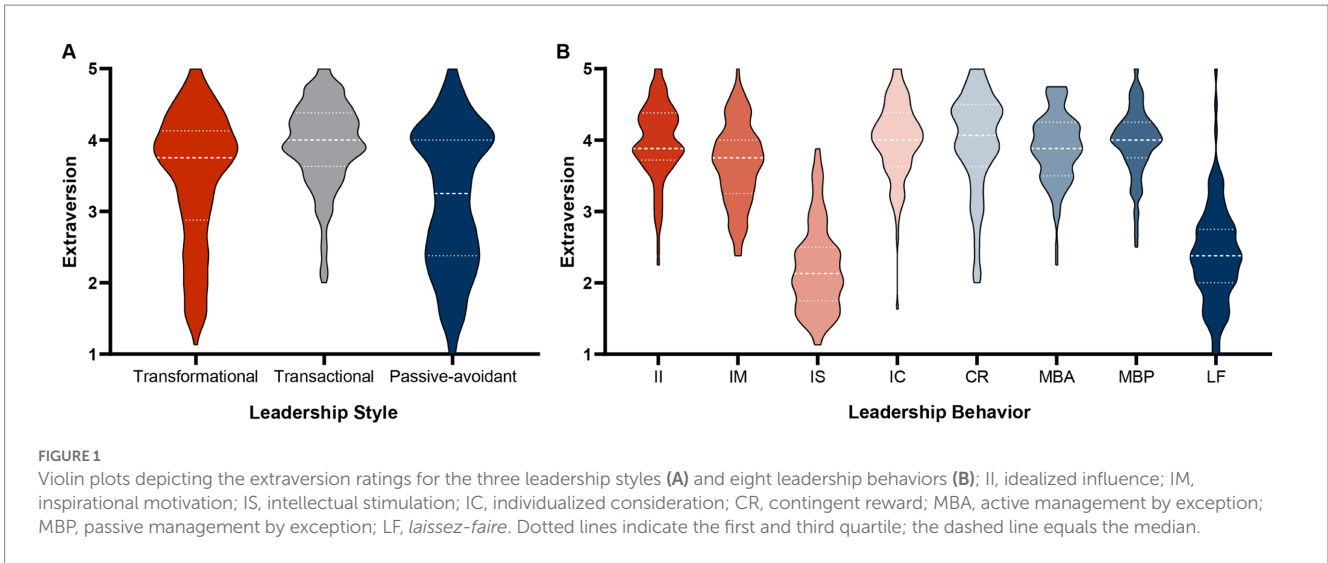 A
5
4
3
2
1
Extraversion
Transformational
Transactional
Passive-avoidant
Leadership Style
B
5
4
3
2
1
Extraversion
II
IM
IS
IC
CR
MBA
MBP
LF
Leadership Behavior
FIGURE 1
Violin plots depicting the extraversion ratings for the three leadership styles (A) and eight leadership behaviors (B); II, idealized influence; IM,
inspirational motivation; IS, intellectual stimulation; IC, individualized consideration; CR, contingent reward; MBA, active management by exception;
MBP, passive management by exception; LF, laissez-faire. Dotted lines indicate the first and third quartile; the dashed line equals the median.